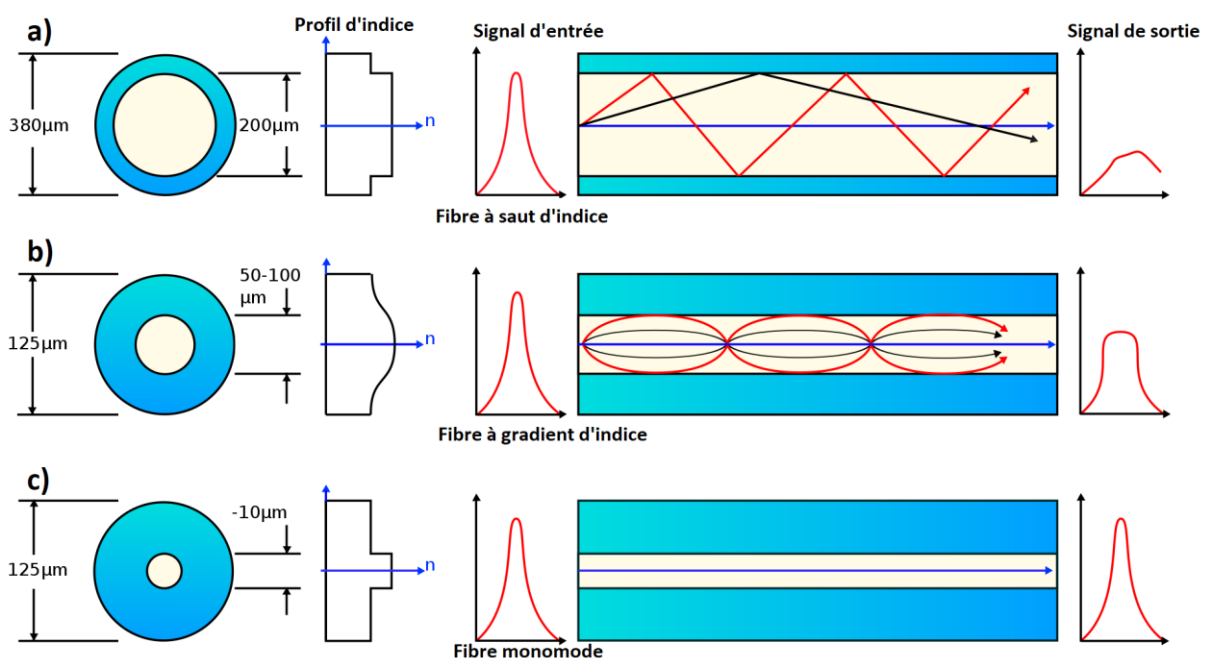 a)
Profil d'indice
Signal d'entrée
Signal de sortie
380µm
200µm
n
Fibre à saut d'indice
b)
50-100
µm
125µm
n
Fibre à gradient d'indice
c)
-10µm
125µm
n
Fibre monomode